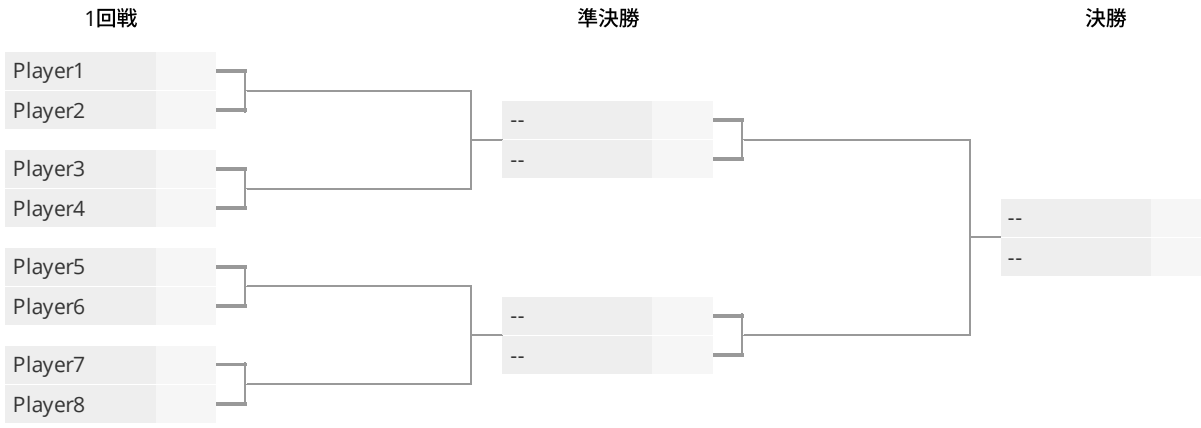 1回戦
準決勝
決勝
Player1
Player2
Player3
Player4
Player5
Player6
Player7
Player8
--
--
--
--
--
--